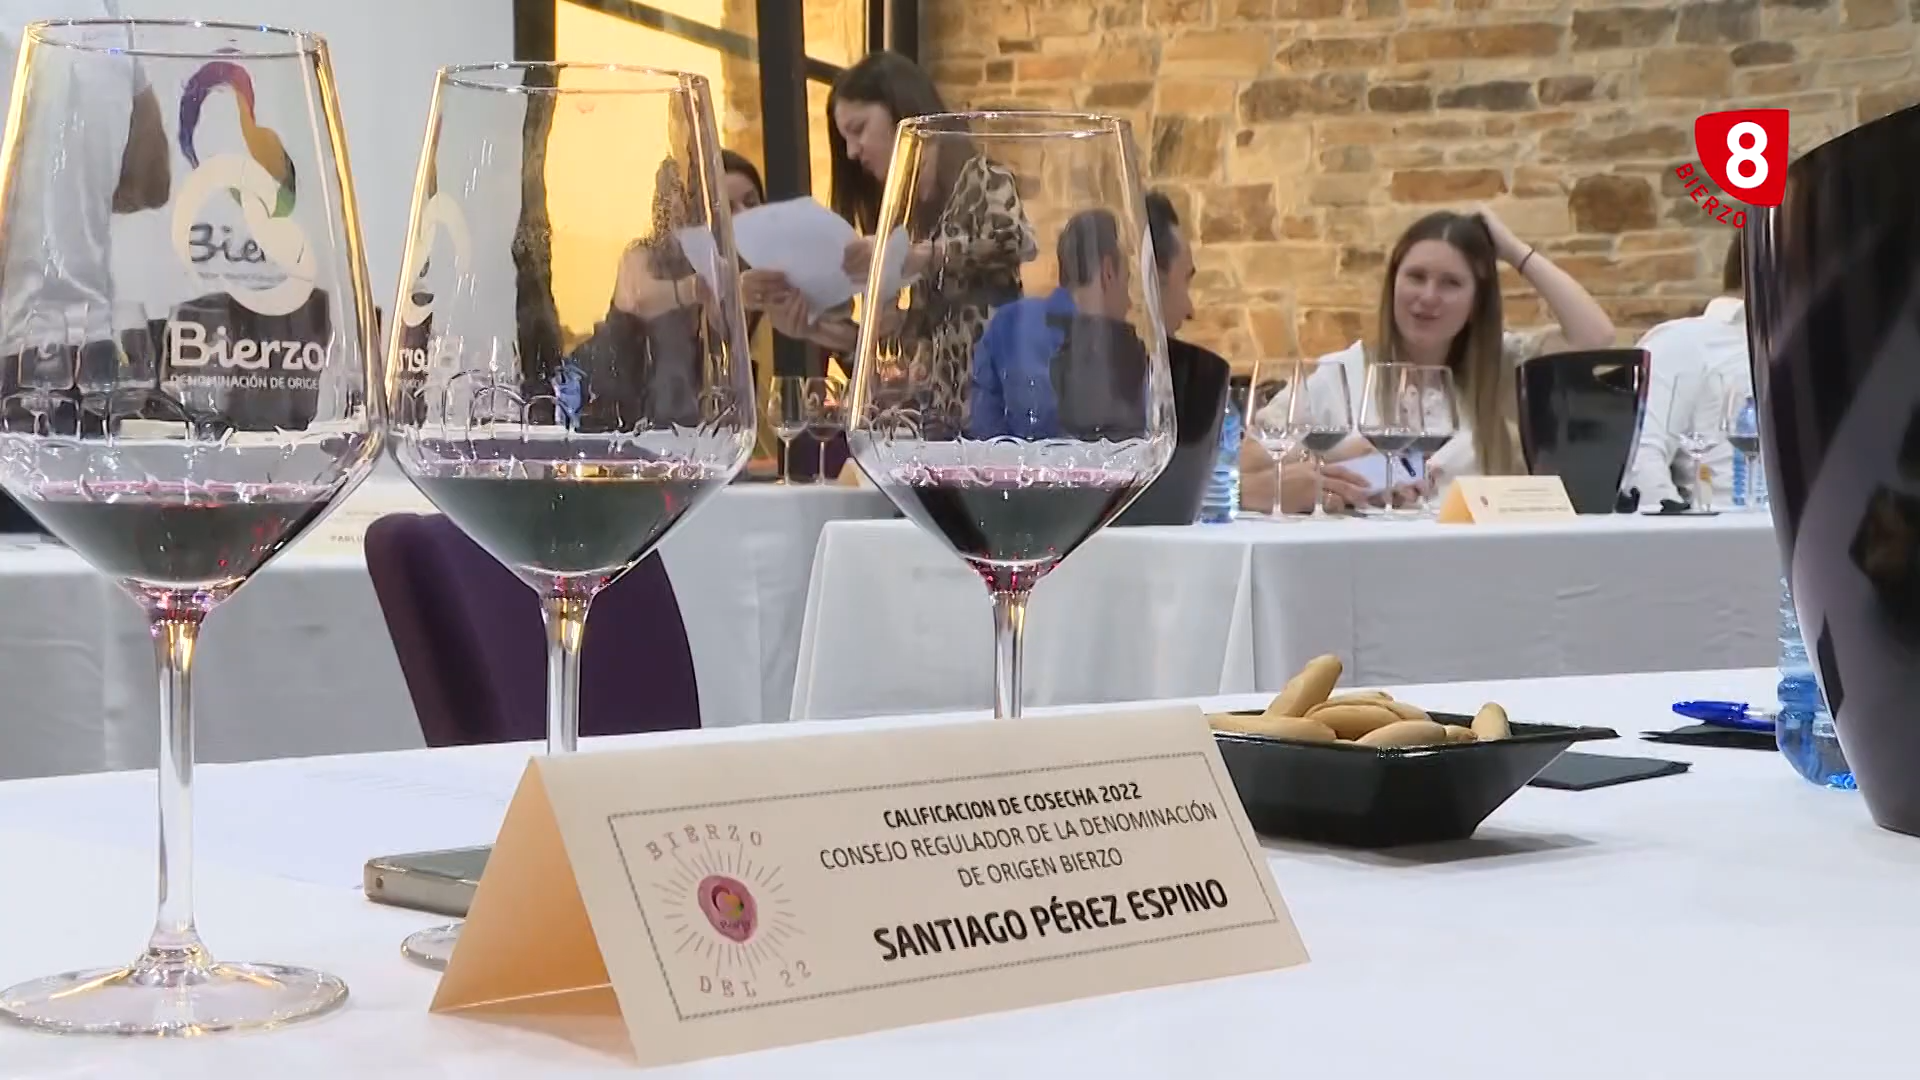 Bierzo
Bierzo
DENOMINACIÓN DE ORIGEN
8
BIERZO
CALIFICACION DE COSECHA 2022
CONSEJO REGULADOR DE LA DENOMINACIÓN
DE ORIGEN BIERZO
SANTIAGO PÉREZ ESPINO
BIERZO
DEL 22